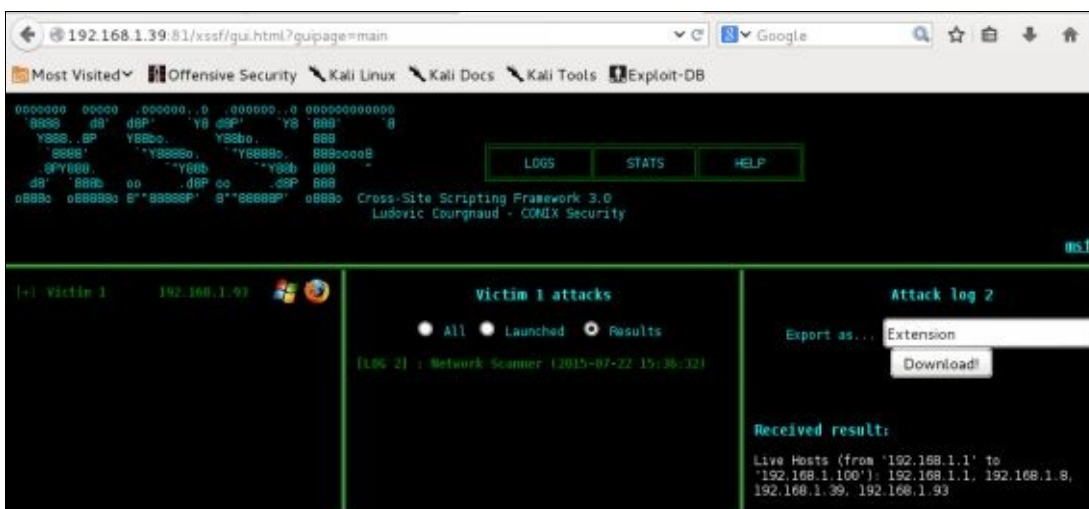 192.168.1.39:81/xssf/gui.html?guipage=main
Google
Most Visited
Offensive Security
Kali Linux
Kali Docs
Kali Tools
Exploit-DB
XSSF
LOGS
STATS
HELP
Cross-Site Scripting Framework 3.0
Ludovic Courgnaud - CONIX Security
[+] Victim 1 192.168.1.93
Victim 1 attacks
All Launched Results
[LOG 2] : Network Scanner (2015-07-22 15:36:32)
Attack log 2
Export as... Extension
Download!
Received result:
Live Hosts (from '192.168.1.1' to
'192.168.1.100'): 192.168.1.1, 192.168.1.8,
192.168.1.39, 192.168.1.93